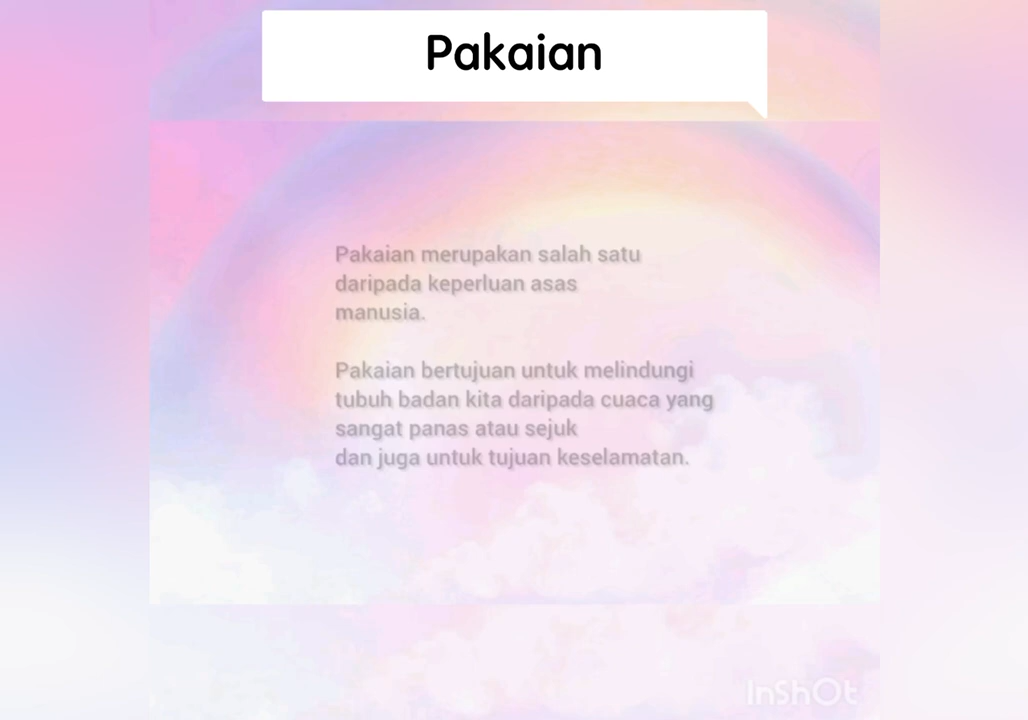 Pakaian
Pakaian merupakan salah satu
daripada keperluan asas
manusia.
Pakaian bertujuan untuk melindungi
tubuh badan kita daripada cuaca yang
sangat panas atau sejuk
dan juga untuk tujuan keselamatan.
InShOt